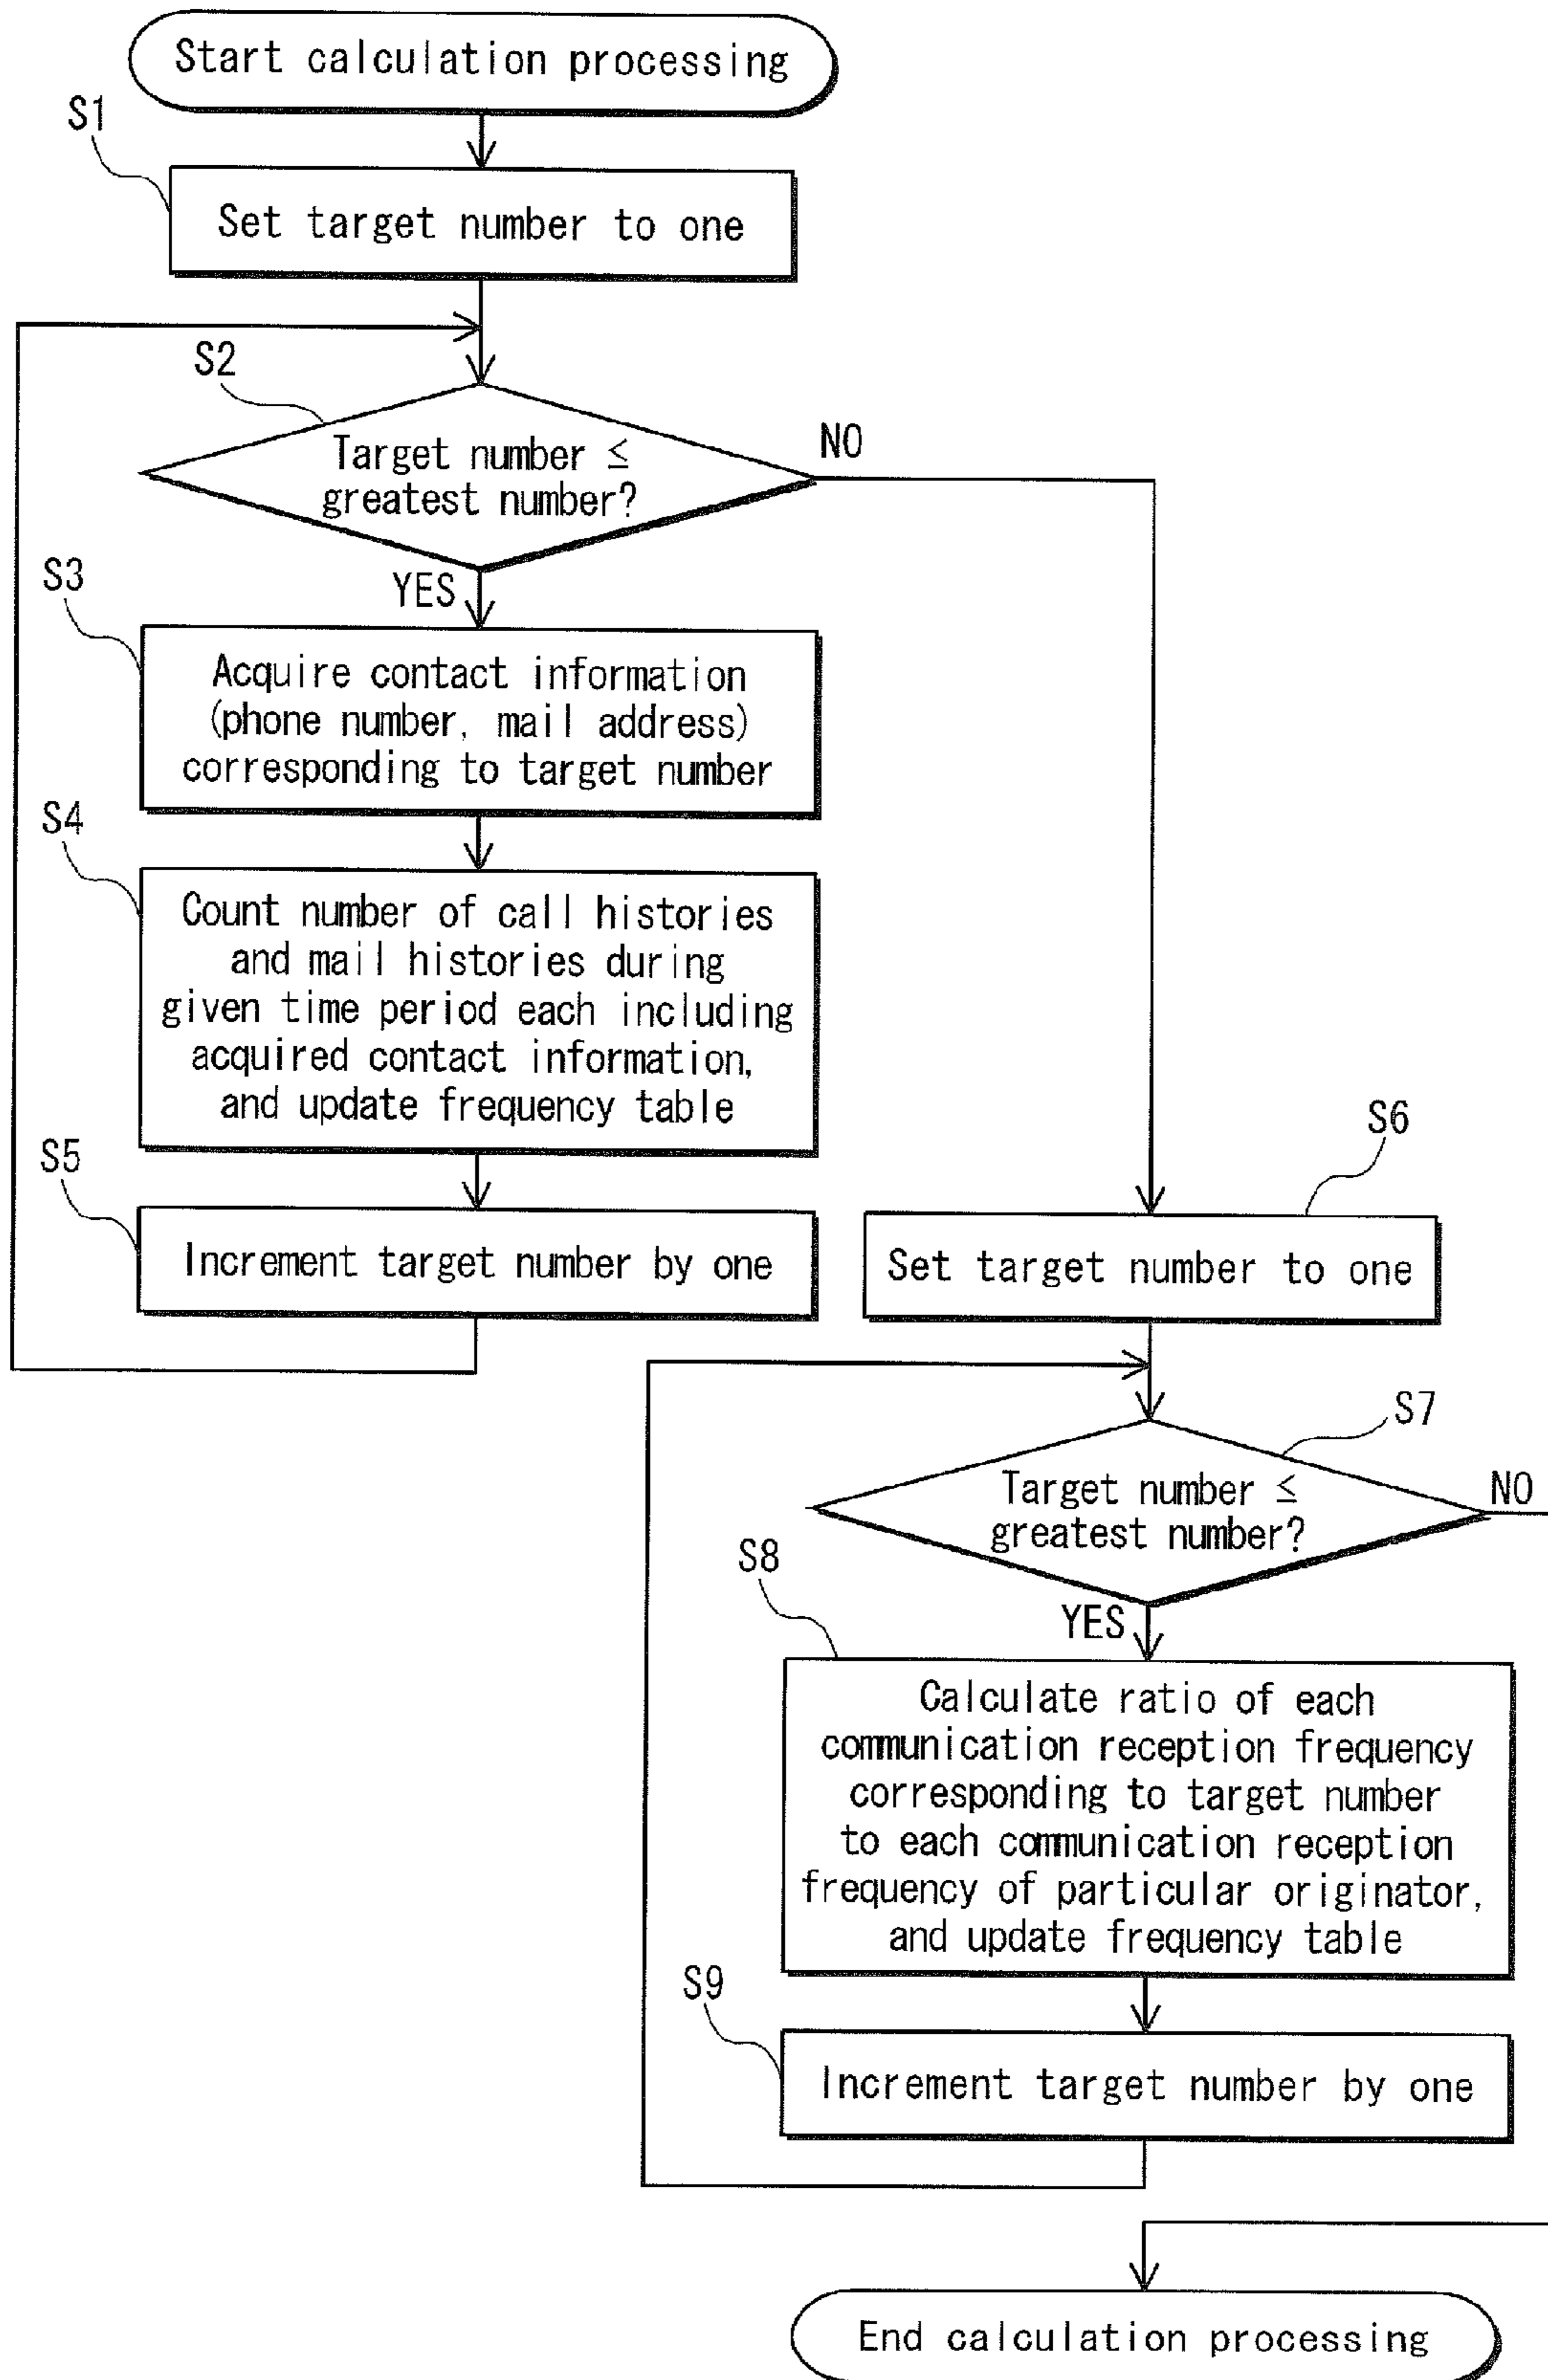 Start calculation processing
S1
Set target number to one
S2
Target number ≤
greatest number?
NO
YES
S3
Acquire contact information
(phone number, mail address)
corresponding to target number
S4
Count number of call histories
and mail histories during
given time period each including
acquired contact information,
and update frequency table
S5
Increment target number by one
S6
Set target number to one
S7
Target number ≤
greatest number?
NO
YES
S8
Calculate ratio of each
communication reception frequency
corresponding to target number
to each communication reception
frequency of particular originator,
and update frequency table
S9
Increment target number by one
End calculation processing